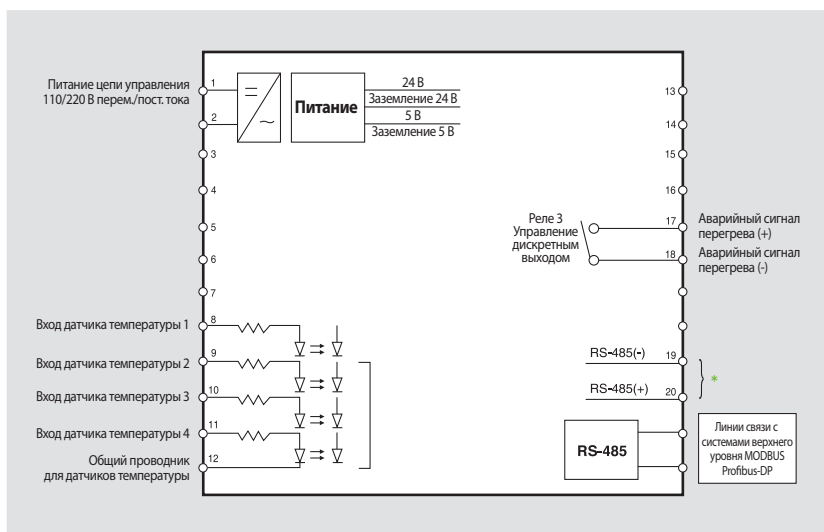 Питание цепи управления
110/220 В перем./пост. тока
1
2
3
4
5
6
7
Питание
24 В
Заземление 24 В
5 В
Заземление 5 В
13
14
15
16
Реле 3
Управление
дискретным
выходом
17
18
Аварийный сигнал
перегрева (+)
Аварийный сигнал
перегрева (-)
Вход датчика температуры 1
8
Вход датчика температуры 2
9
Вход датчика температуры 3
10
Вход датчика температуры 4
11
Общий проводник
для датчиков температуры
12
RS-485(-)
19
RS-485(+)
20
*
RS-485
Линии связи с
системами верхнего
уровня MODBUS
Profibus-DP